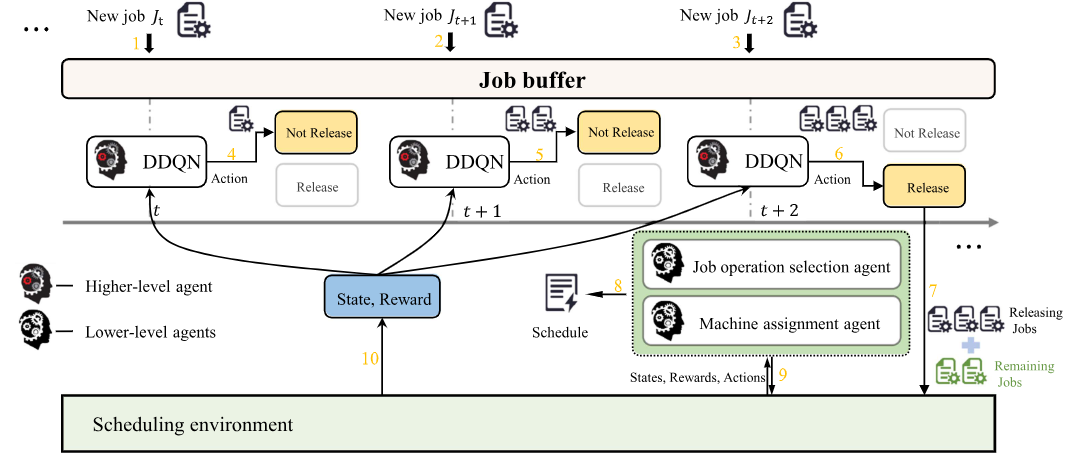 ...
New job Jt
New job Jt+1
New job Jt+2
1
2
3
Job buffer
DDQN
4
Action
Not Release
Release
DDQN
5
Action
Not Release
Release
DDQN
6
Action
Not Release
Release
t
t + 1
t + 2
...
Higher-level agent
Lower-level agents
State, Reward
10
Schedule
8
Job operation selection agent
Machine assignment agent
States, Rewards, Actions
9
7
Releasing
Jobs
Remaining
Jobs
Scheduling environment